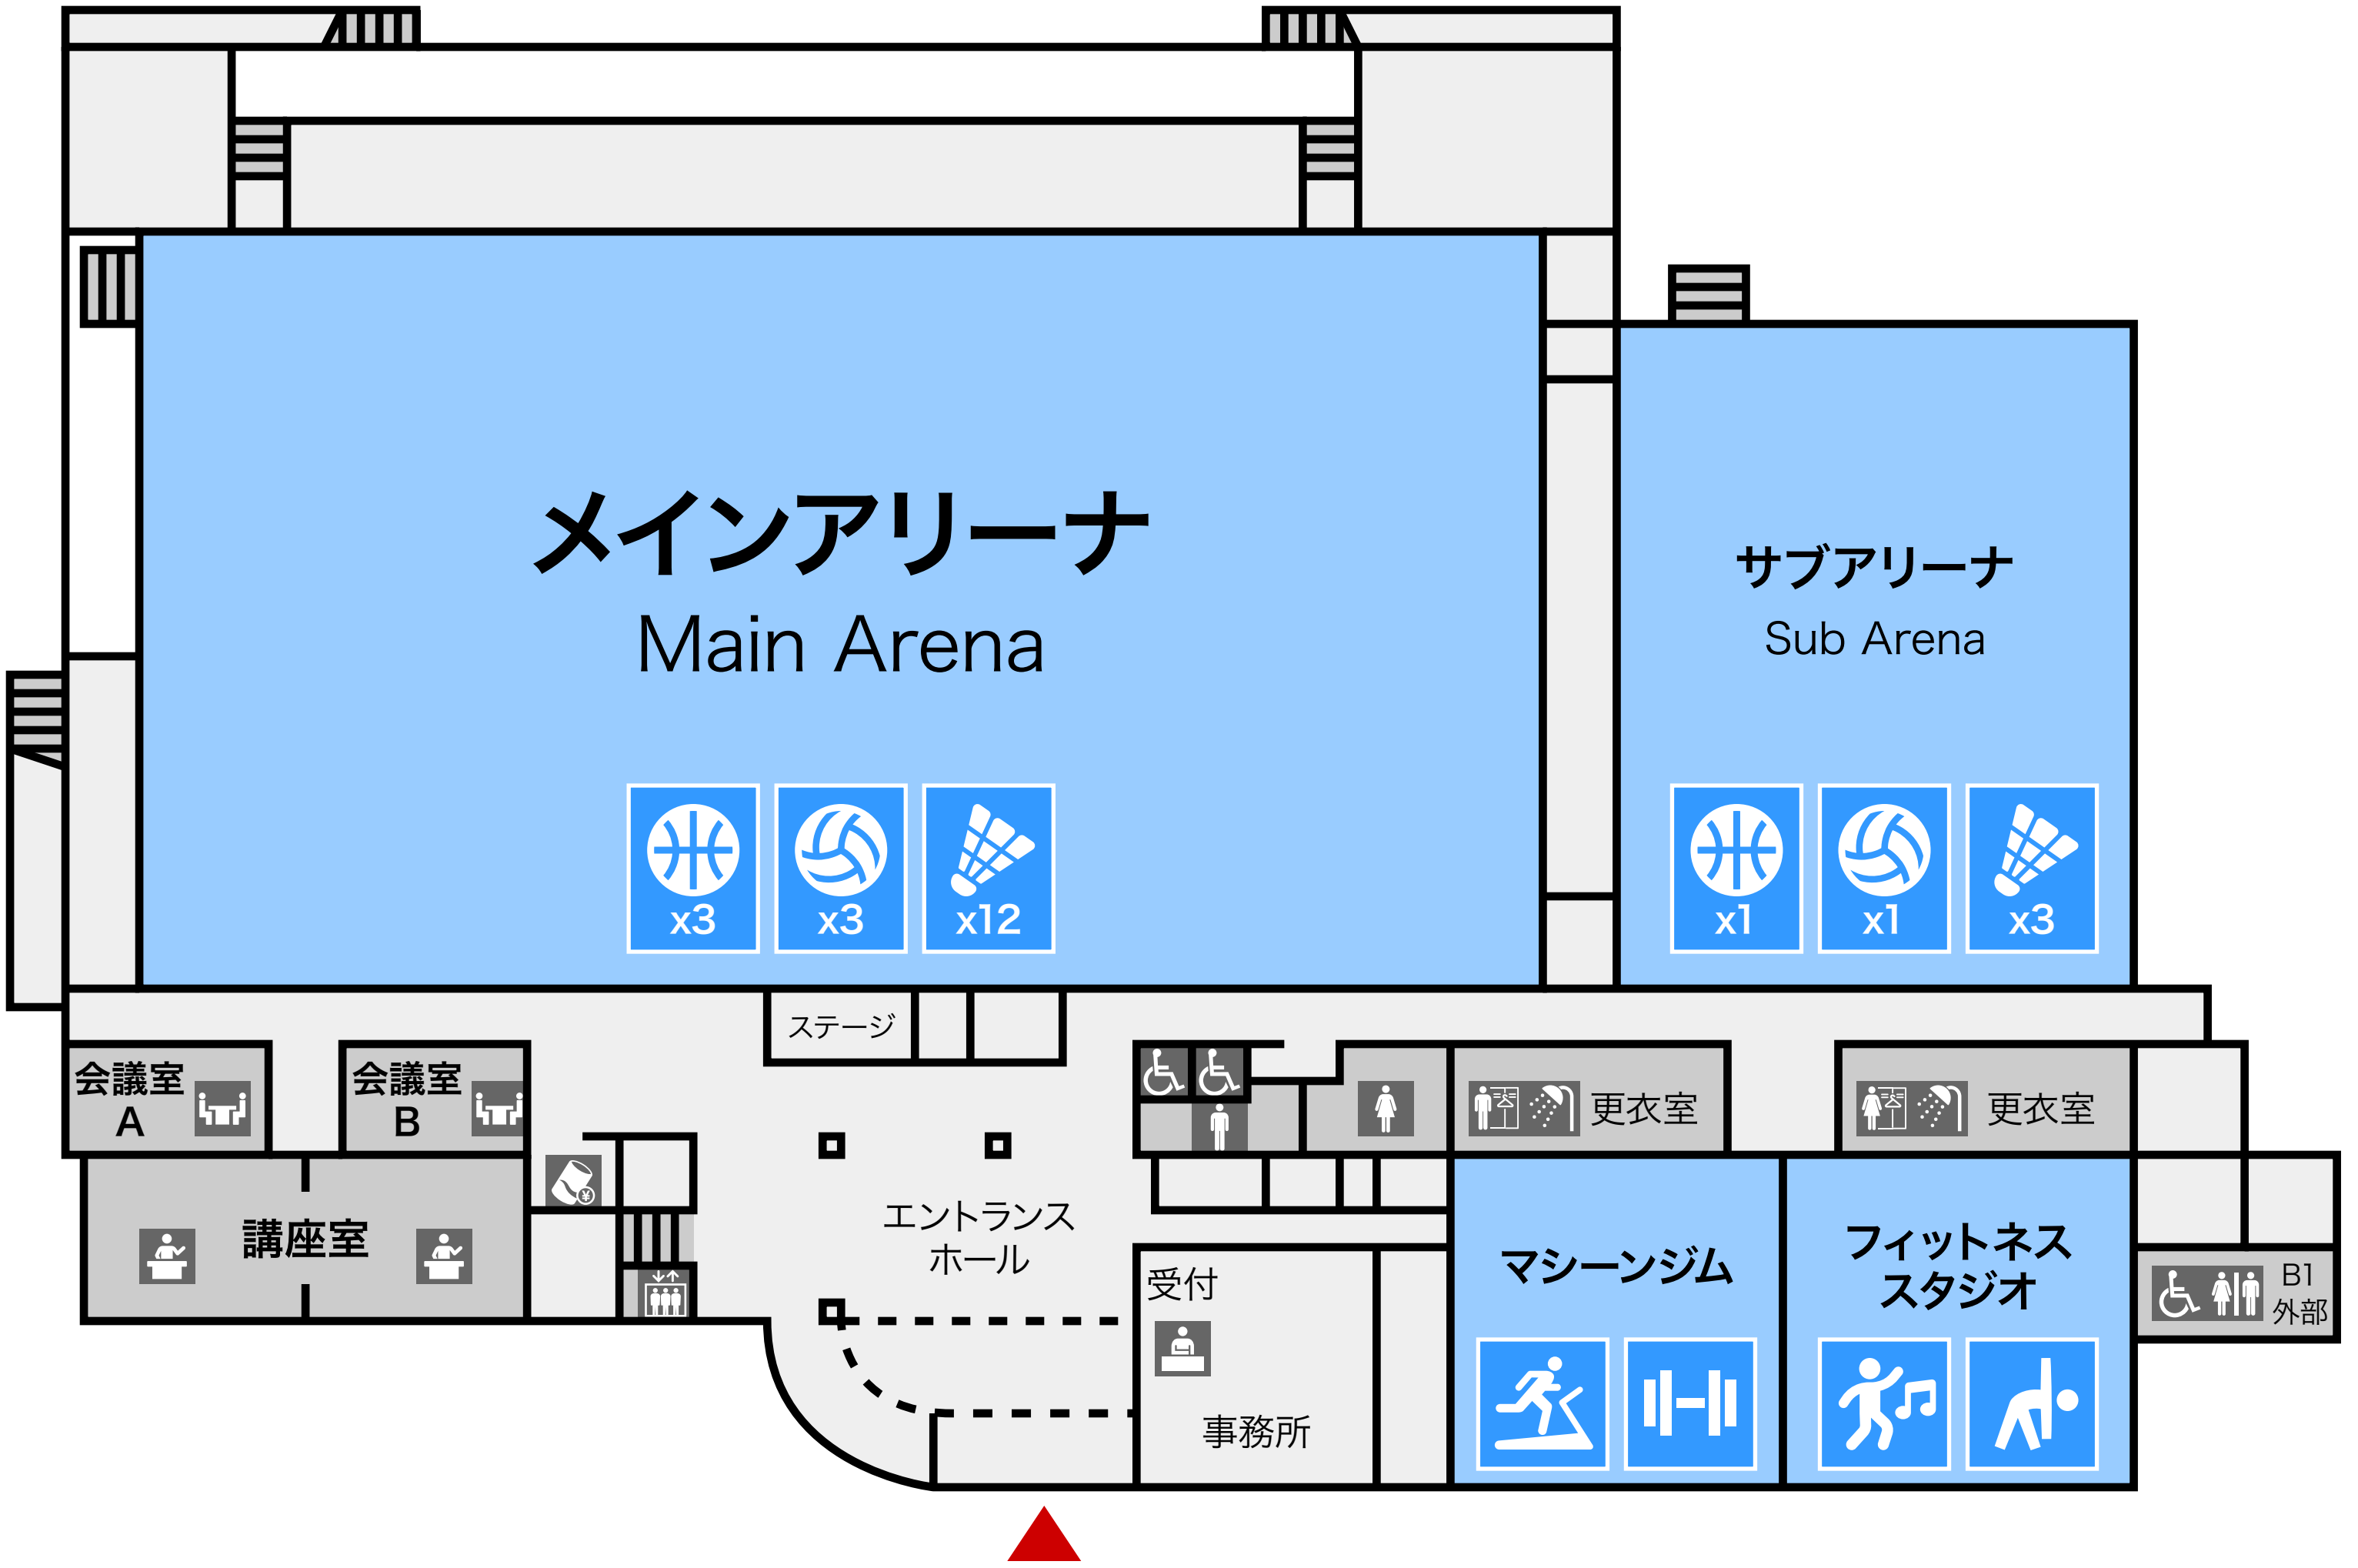 メインアリーナ
Main Arena
x3
x3
x12
サブアリーナ
Sub Arena
x1
x1
x3
ステージ
会議室
A
会議室
B
更衣室
更衣室
講座室
¥
エントランス
ホール
受付
事務所
マシーンジム
フィットネス
スタジオ
B1
外部